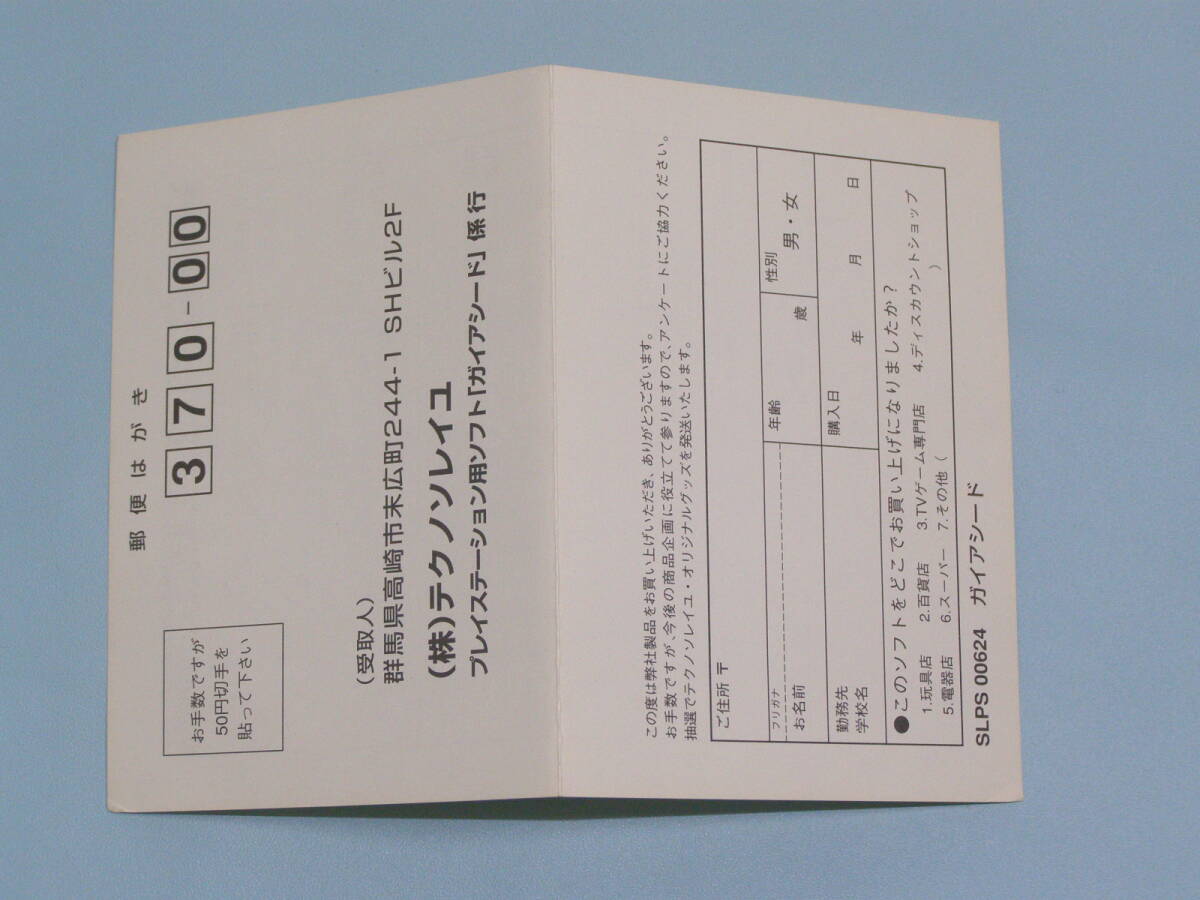 郵便はがき
370-00
お手数ですが
50円切手を
貼って下さい
(受取人)
群馬県高崎市末広町244-1 SHビル2F
(株)テクノソレイユ
プレイステーション用ソフト「ガイアシード」係行
この度は弊社製品をお買い上げいただき、ありがとうございます。
お手数ですが、今後の商品企画に役立てて参りますので、アンケートにご協力ください。
抽選でテクノソレイユ・オリジナルグッズを発送いたします。
ご住所 〒
フリガナ
お名前
年齢 歳
性別 男・女
勤務先
学校名
購入日 年 月 日
●このソフトをどこでお買い上げになりましたか?
1.玩具店 2.百貨店 3.TVゲーム専門店 4.ディスカウントショップ
5.電器店 6.スーパー 7.その他( )
SLPS 00624 ガイアシード